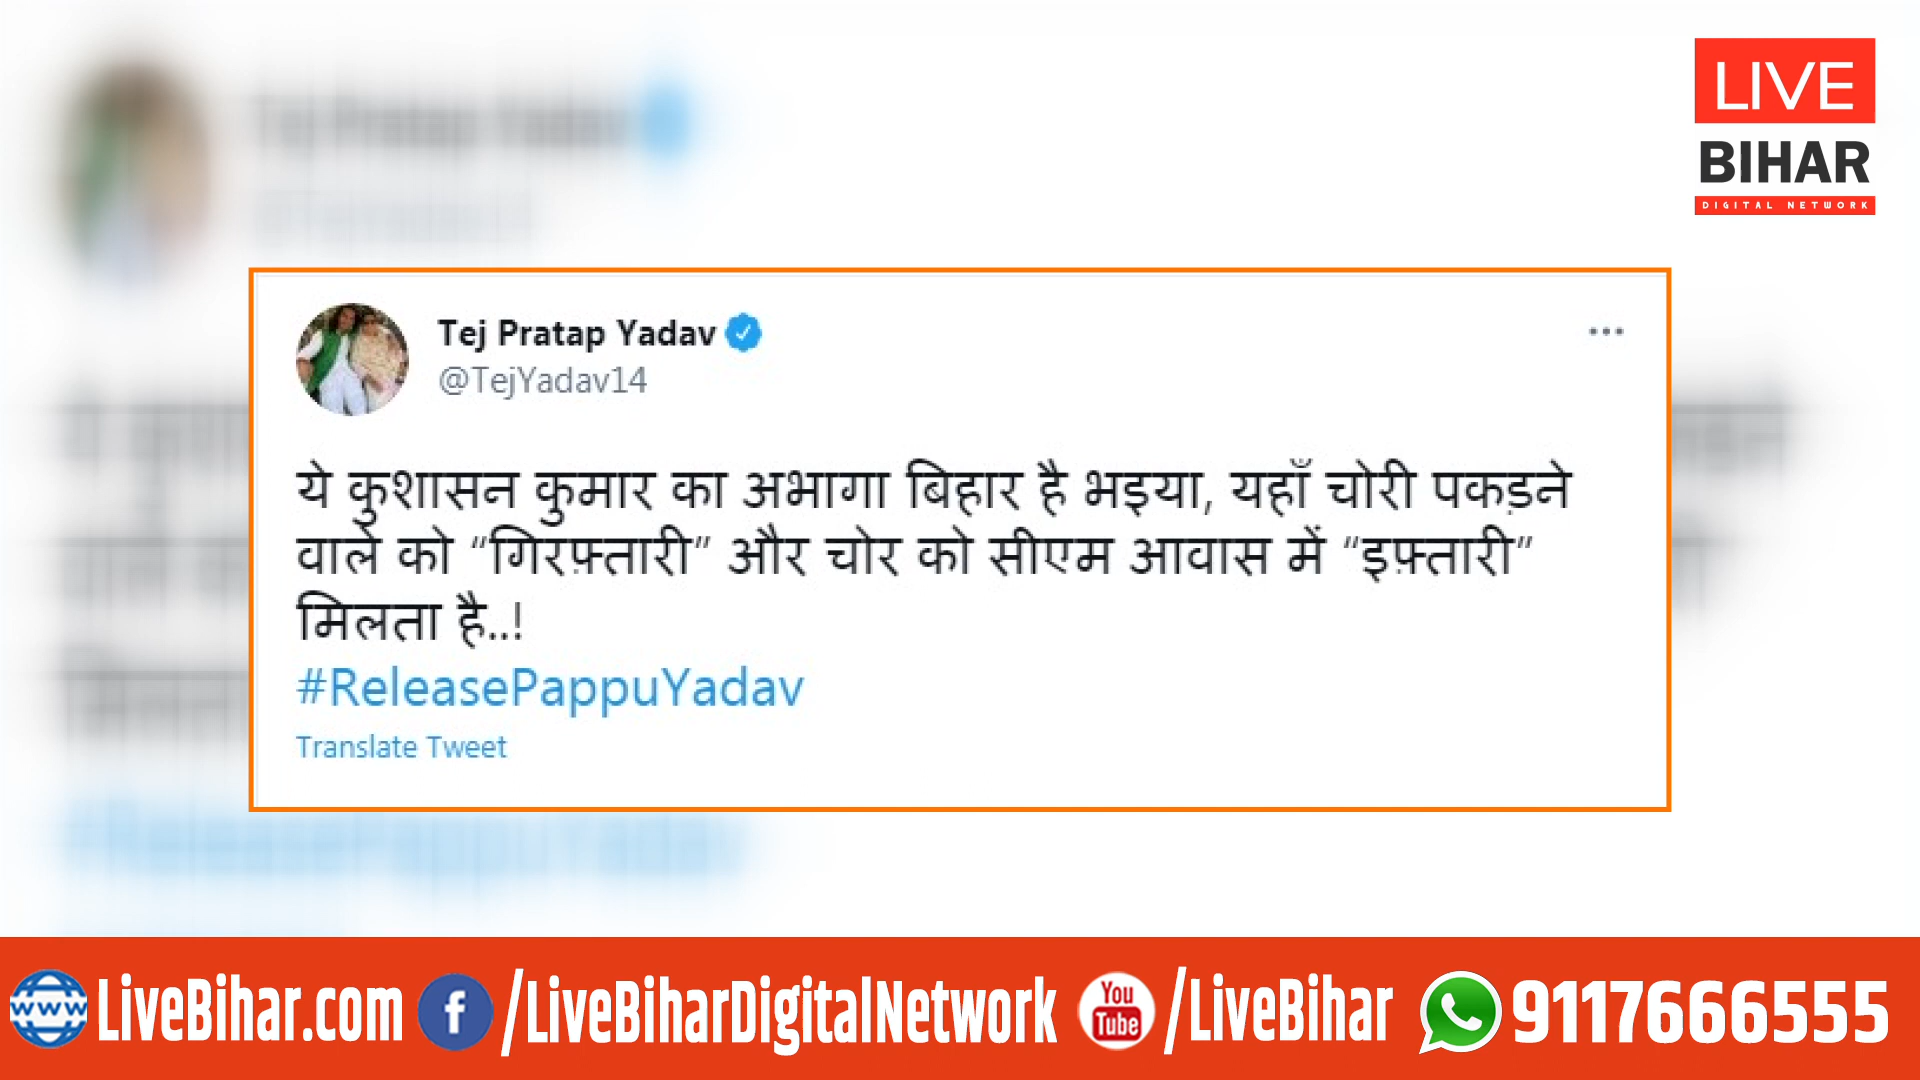 LIVE
BIHAR
DIGITAL NETWORK
Tej Pratap Yadav
@TejYadav14
ये कुशासन कुमार का अभागा बिहार है भइया, यहाँ चोरी पकड़ने
वाले को “गिरफ़्तारी” और चोर को सीएम आवास में “इफ़्तारी”
मिलता है..!
#ReleasePappuYadav
Translate Tweet
www LiveBihar.com f /LiveBiharDigitalNetwork You Tube /LiveBihar 9117666555